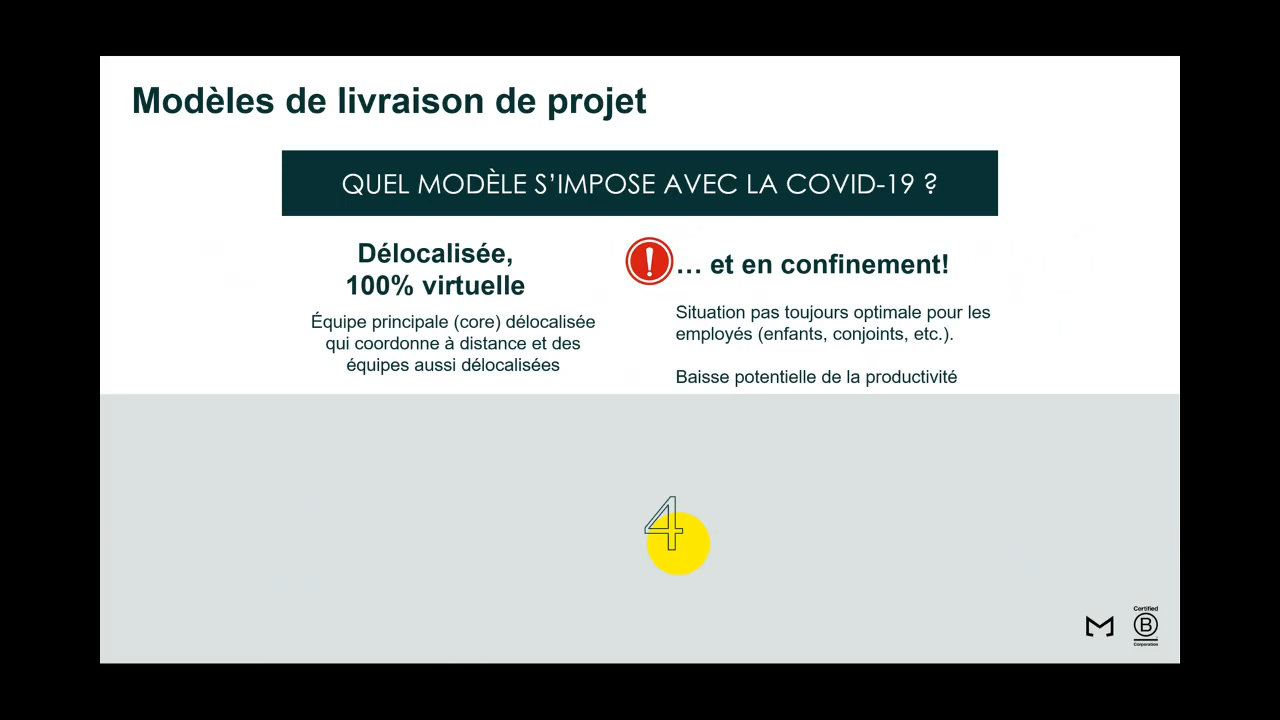 Modèles de livraison de projet
QUEL MODÈLE S’IMPOSE AVEC LA COVID-19 ?
Délocalisée,
100% virtuelle
Équipe principale (core) délocalisée
qui coordonne à distance et des
équipes aussi délocalisées
… et en confinement!
Situation pas toujours optimale pour les
employés (enfants, conjoints, etc.).
Baisse potentielle de la productivité
4
Certified
B
Corporation